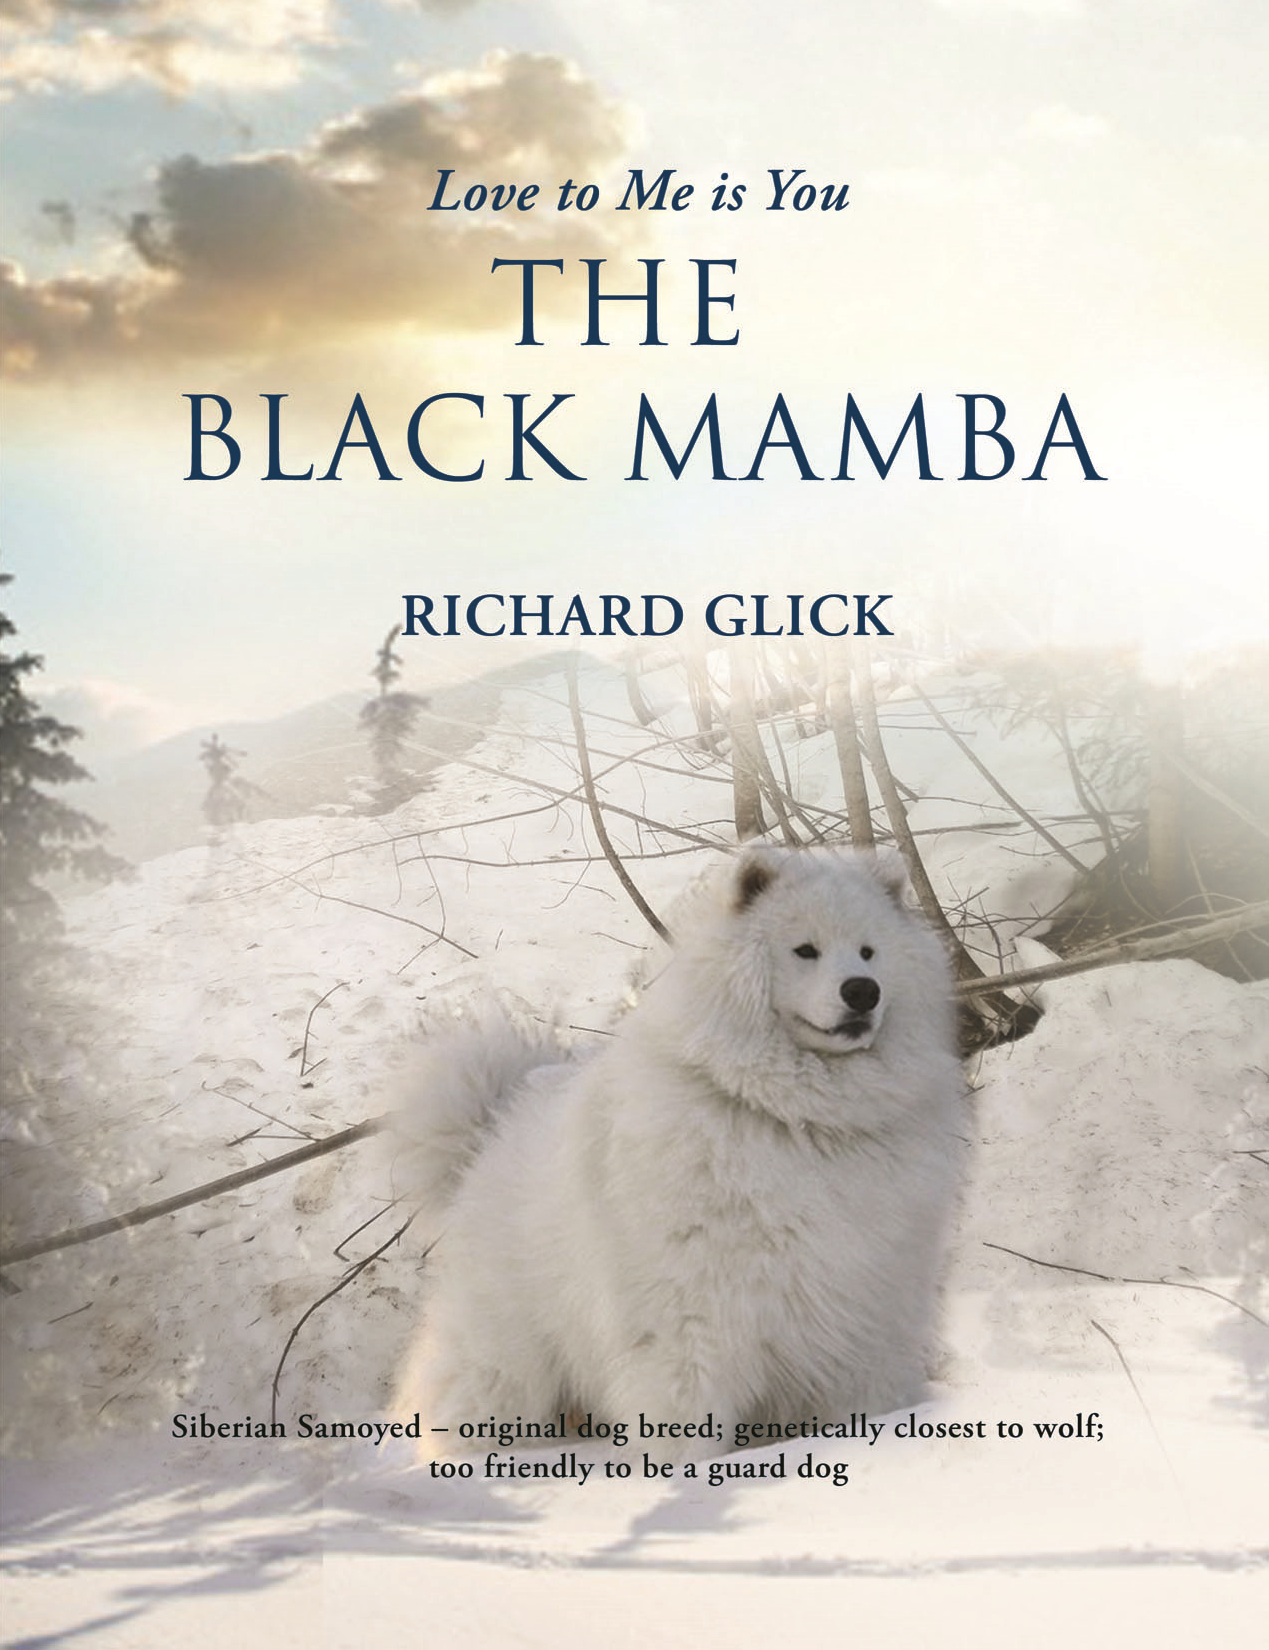 Love to Me is You
THE
BLACK MAMBA
RICHARD GLICK
Siberian Samoyed – original dog breed; genetically closest to wolf;
too friendly to be a guard dog